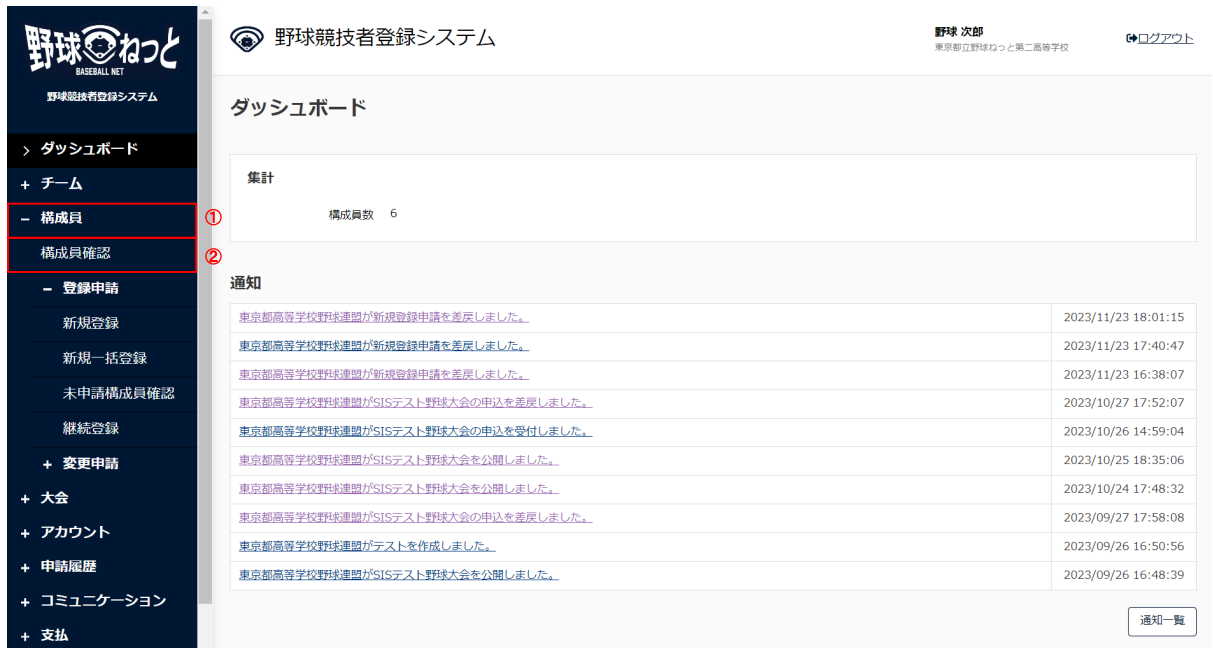 野球ねっと
BASEBALL NET
野球競技者登録システム
> ダッシュボード
+ チーム
− 構成員
①
構成員確認
②
− 登録申請
新規登録
新規一括登録
未申請構成員確認
継続登録
+ 変更申請
+ 大会
+ アカウント
+ 申請履歴
+ コミュニケーション
+ 支払
野球競技者登録システム
野球 次郎
東京都立野球ねっと第二高等学校
ログアウト
ダッシュボード
集計
構成員数 6
通知
東京都高等学校野球連盟が新規登録申請を差戻しました。 2023/11/23 18:01:15
東京都高等学校野球連盟が新規登録申請を差戻しました。 2023/11/23 17:40:47
東京都高等学校野球連盟が新規登録申請を差戻しました。 2023/11/23 16:38:07
東京都高等学校野球連盟がSISテスト野球大会の申込を差戻しました。 2023/10/27 17:52:07
東京都高等学校野球連盟がSISテスト野球大会の申込を受付しました。 2023/10/26 14:59:04
東京都高等学校野球連盟がSISテスト野球大会を公開しました。 2023/10/25 18:35:06
東京都高等学校野球連盟がSISテスト野球大会を公開しました。 2023/10/24 17:48:32
東京都高等学校野球連盟がSISテスト野球大会の申込を差戻しました。 2023/09/27 17:58:08
東京都高等学校野球連盟がテストを作成しました。 2023/09/26 16:50:56
東京都高等学校野球連盟がSISテスト野球大会を公開しました。 2023/09/26 16:48:39
通知一覧